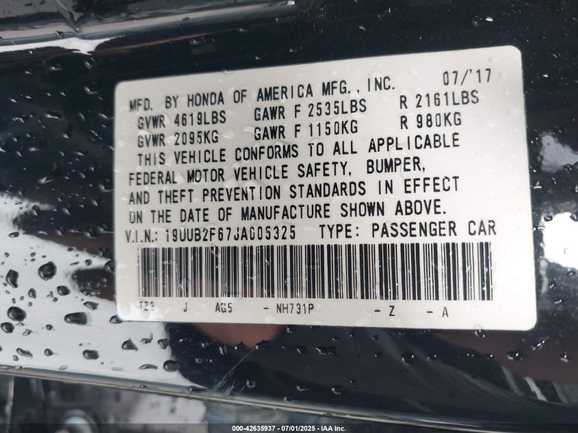 MFD. BY HONDA OF AMERICA MFG., INC. 07/'17
GVWR 4619LBS GAWR F 2535LBS R 2161LBS
GVWR 2095KG GAWR F 1150KG R 980KG
THIS VEHICLE CONFORMS TO ALL APPLICABLE
FEDERAL MOTOR VEHICLE SAFETY, BUMPER,
AND THEFT PREVENTION STANDARDS IN EFFECT
ON THE DATE OF MANUFACTURE SHOWN ABOVE.
V.I.N.: 19UUB2F67JA005325 TYPE: PASSENGER CAR
J AG5 - NH731P - Z - A
000-42635937 - 07/01/2025 - IAA Inc.